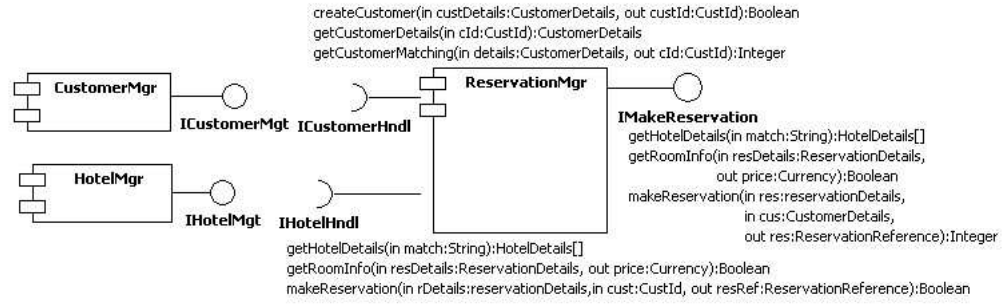 createCustomer(in custDetails:CustomerDetails, out custId:CustId):Boolean
getCustomerDetails(in cId:CustId):CustomerDetails
getCustomerMatching(in details:CustomerDetails, out cId:CustId):Integer
CustomerMgr
ICustomerMgt
ICustomerHndl
ReservationMgr
IMakeReservation
getHotelDetails(in match:String):HotelDetails[]
getRoomInfo(in resDetails:ReservationDetails,
out price:Currency):Boolean
makeReservation(in res:reservationDetails,
in cus:CustomerDetails,
out res:ReservationReference):Integer
HotelMgr
IHotelMgt
IHotelHndl
getHotelDetails(in match:String):HotelDetails[]
getRoomInfo(in resDetails:ReservationDetails, out price:Currency):Boolean
makeReservation(in rDetails:reservationDetails,in cust:CustId, out resRef:ReservationReference):Boolean